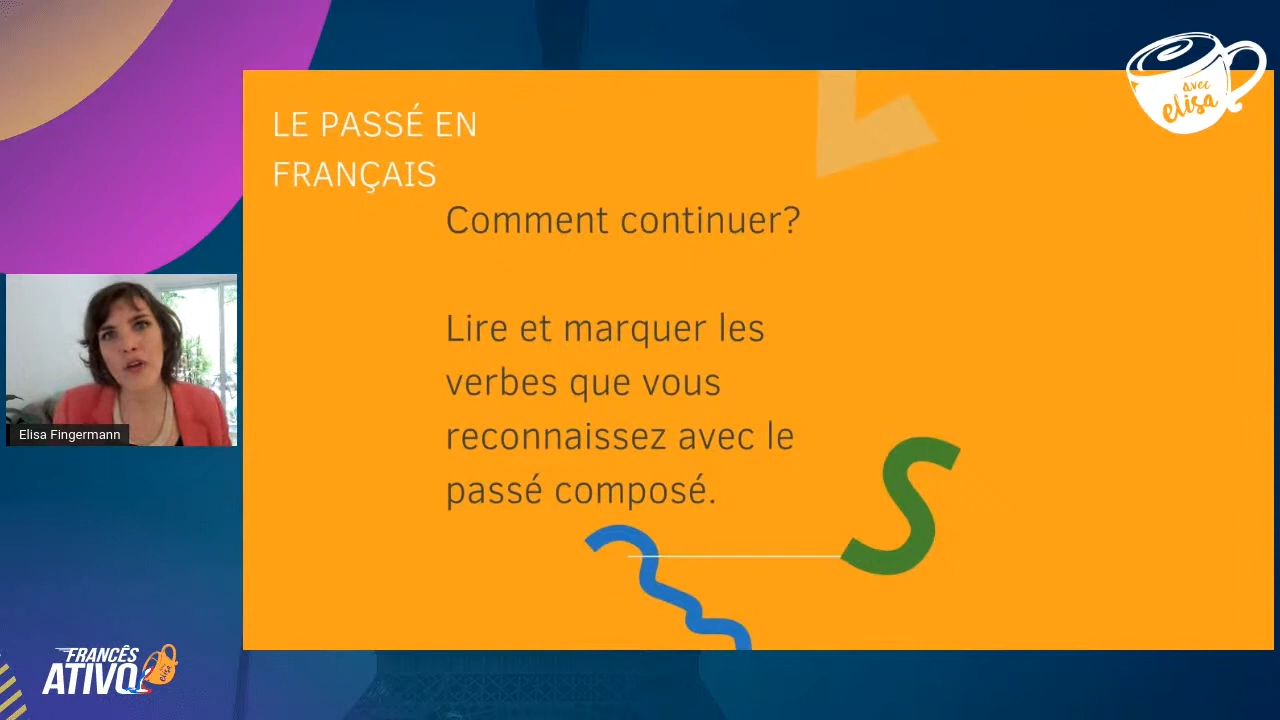 avec
elisa
LE PASSÉ EN
FRANÇAIS
Comment continuer?
Lire et marquer les
verbes que vous
reconnaissez avec le
passé composé.
Elisa Fingermann
FRANCÊS
ATIVO
elisa